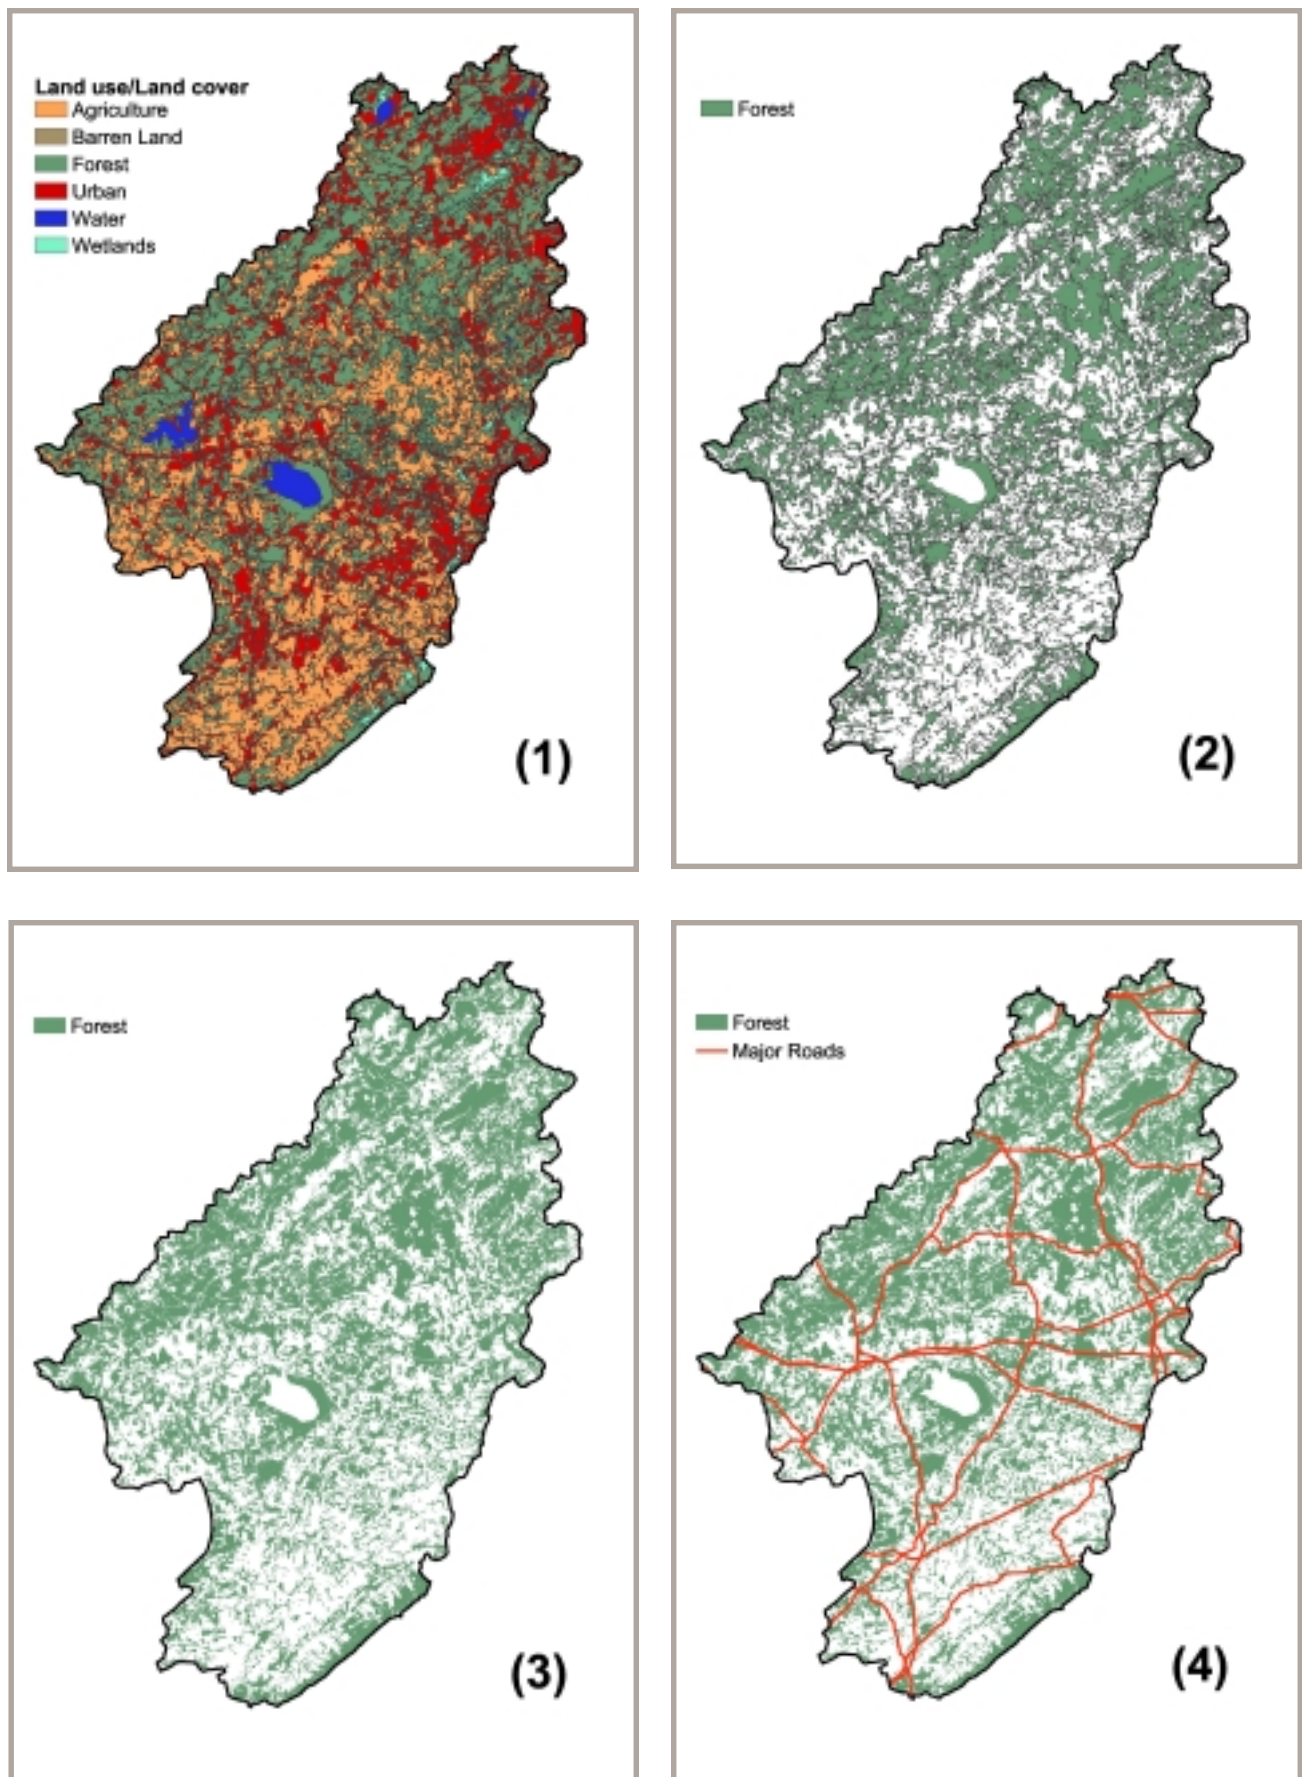 Land use/Land cover
Agriculture
Barren Land
Forest
Urban
Water
Wetlands
(1)
Forest
(2)
Forest
(3)
Forest
Major Roads
(4)